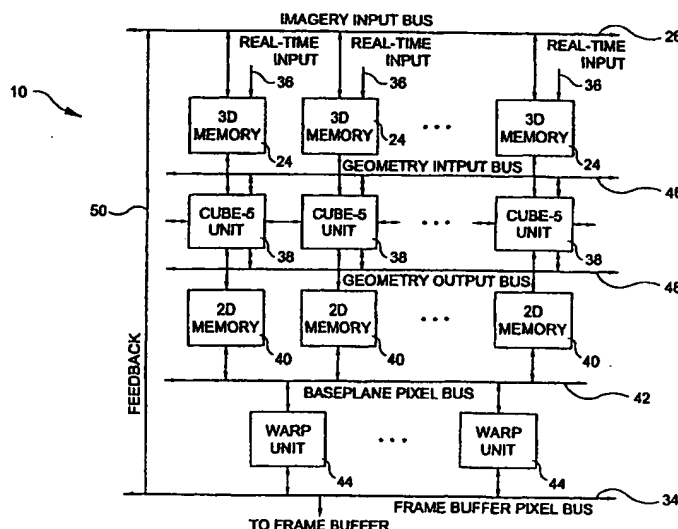 IMAGERY INPUT BUS
26
REAL-TIME INPUT
REAL-TIME INPUT
REAL-TIME INPUT
36
36
36
10
3D MEMORY
3D MEMORY
3D MEMORY
24
24
24
GEOMETRY INTPUT BUS
46
50
CUBE-5 UNIT
CUBE-5 UNIT
CUBE-5 UNIT
38
38
38
GEOMETRY OUTPUT BUS
48
2D MEMORY
2D MEMORY
2D MEMORY
40
40
40
FEEDBACK
BASEPLANE PIXEL BUS
42
WARP UNIT
WARP UNIT
44
44
34
FRAME BUFFER PIXEL BUS
TO FRAME BUFFER